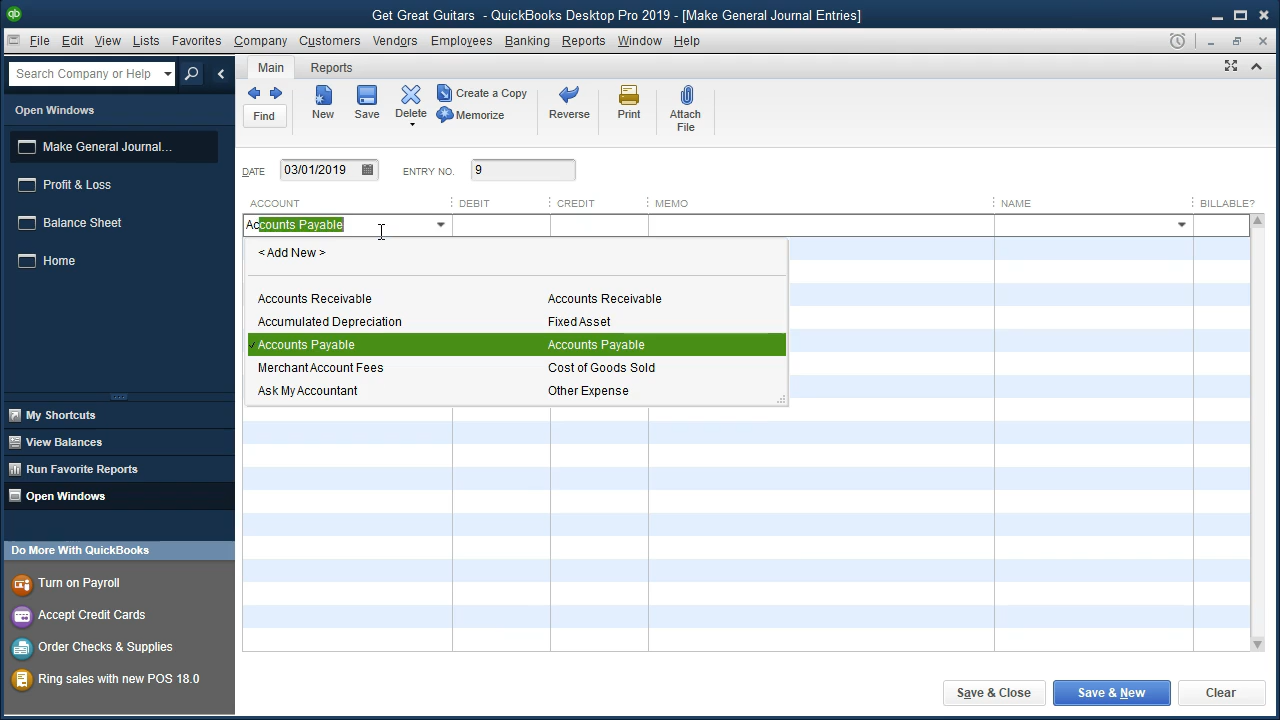 Get Great Guitars - QuickBooks Desktop Pro 2019 - [Make General Journal Entries]
File Edit View Lists Favorites Company Customers Vendors Employees Banking Reports Window Help
Search Company or Help
Main Reports
Open Windows
Make General Journal...
Profit & Loss
Balance Sheet
Home
Find
New
Save
Delete
Create a Copy
Memorize
Reverse
Print
Attach
File
DATE 03/01/2019 ENTRY NO. 9
ACCOUNT DEBIT CREDIT MEMO NAME BILLABLE?
Accounts Payable
< Add New >
Accounts Receivable Accounts Receivable
Accumulated Depreciation Fixed Asset
✓ Accounts Payable Accounts Payable
Merchant Account Fees Cost of Goods Sold
Ask My Accountant Other Expense
My Shortcuts
View Balances
Run Favorite Reports
Open Windows
Do More With QuickBooks
Turn on Payroll
Accept Credit Cards
Order Checks & Supplies
Ring sales with new POS 18.0
Save & Close Save & New Clear